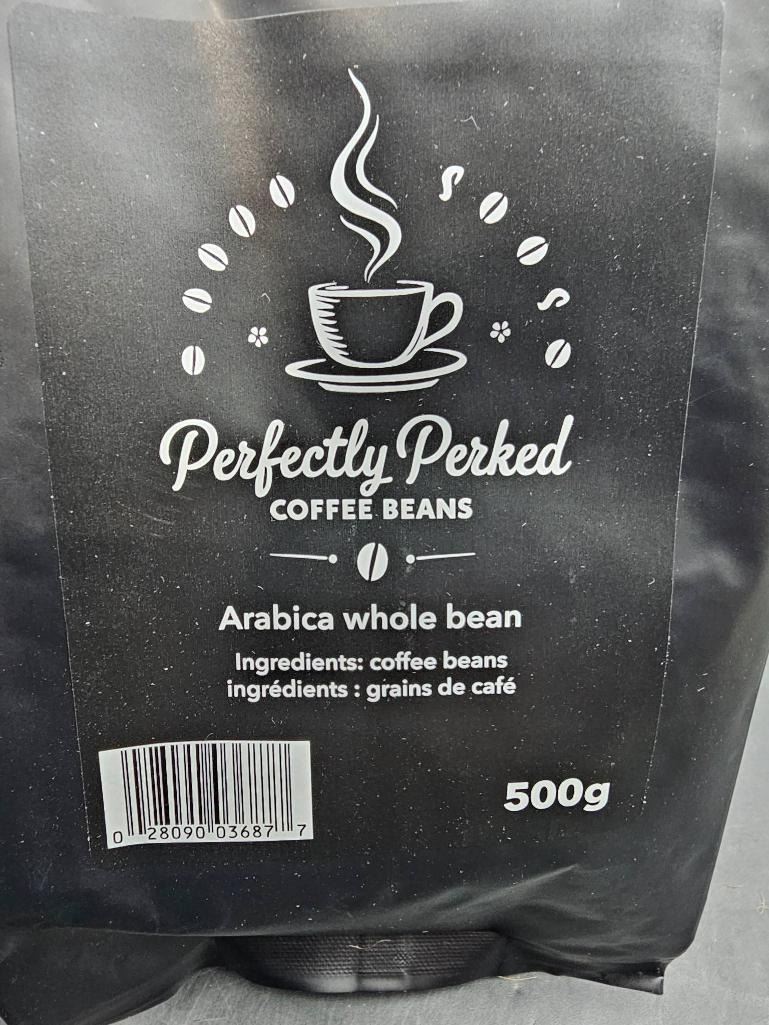 Perfectly Perked
COFFEE BEANS
Arabica whole bean
Ingredients: coffee beans
ingrédients : grains de café
500g
0 28090 03687 7